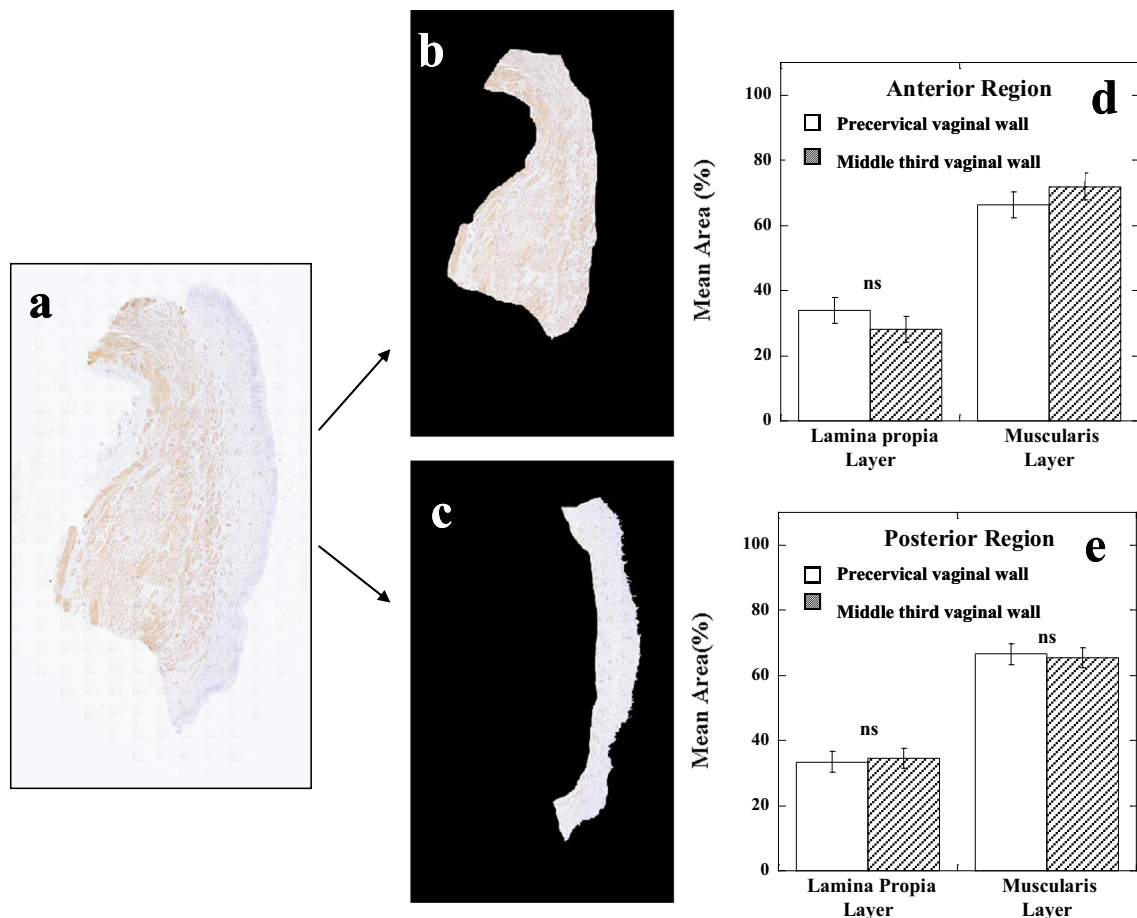 a
b
c
d
Anterior Region
Precervical vaginal wall
Middle third vaginal wall
Mean Area (%)
100
80
60
40
20
0
ns
Lamina propia
Layer
Muscularis
Layer
e
Posterior Region
Precervical vaginal wall
Middle third vaginal wall
Mean Area(%)
100
80
60
40
20
0
ns
ns
Lamina Propia
Layer
Muscularis
Layer